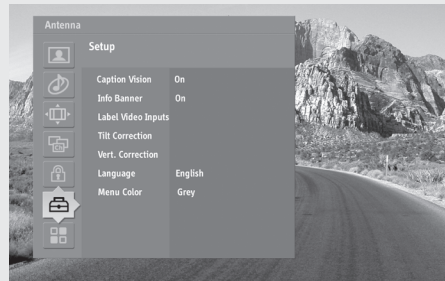 Antenna
Setup
Caption Vision On
Info Banner On
Label Video Inputs
Tilt Correction
Vert. Correction
Language English
Menu Color Grey